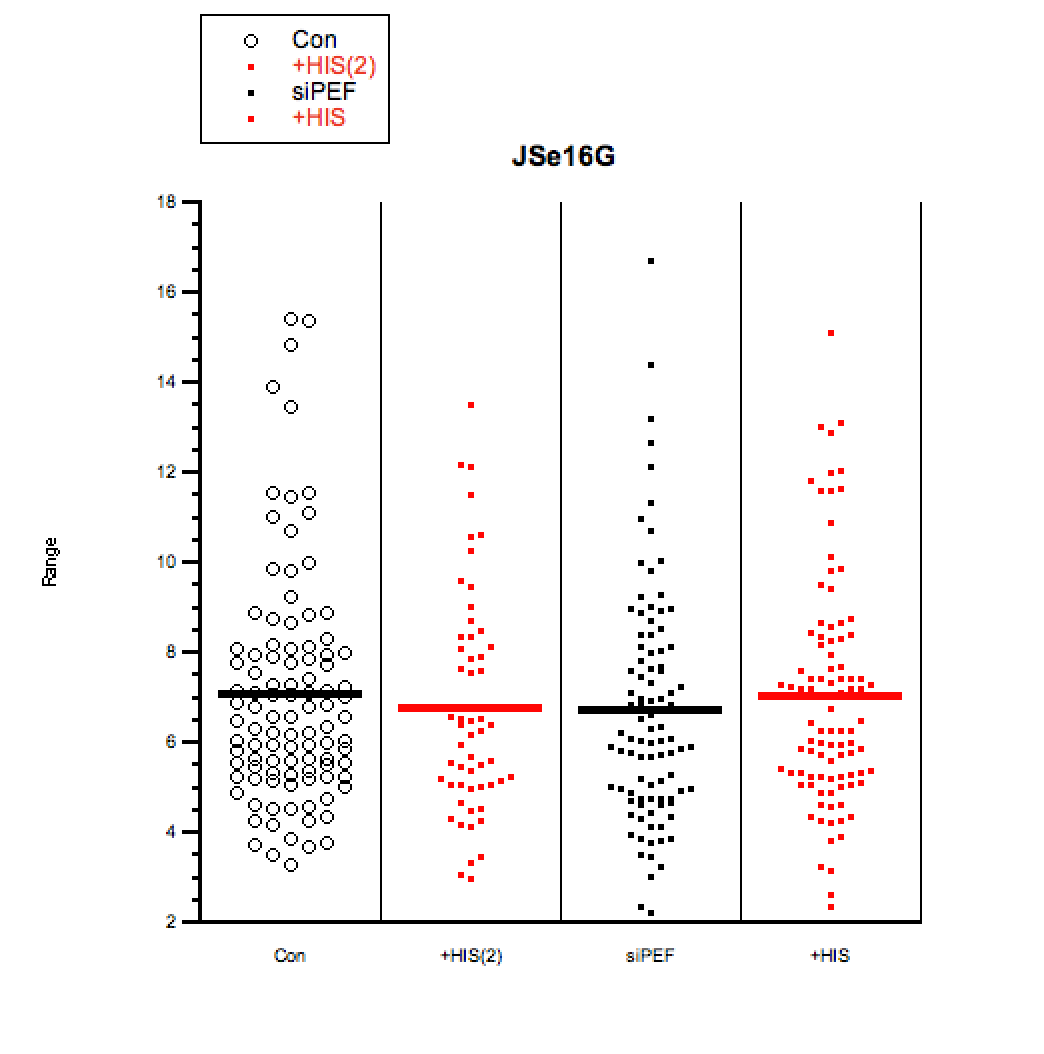 Con
+HIS(2)
siPEF
+HIS
JSe16G
18
16
14
12
10
8
6
4
2
Range
Con +HIS(2) siPEF +HIS